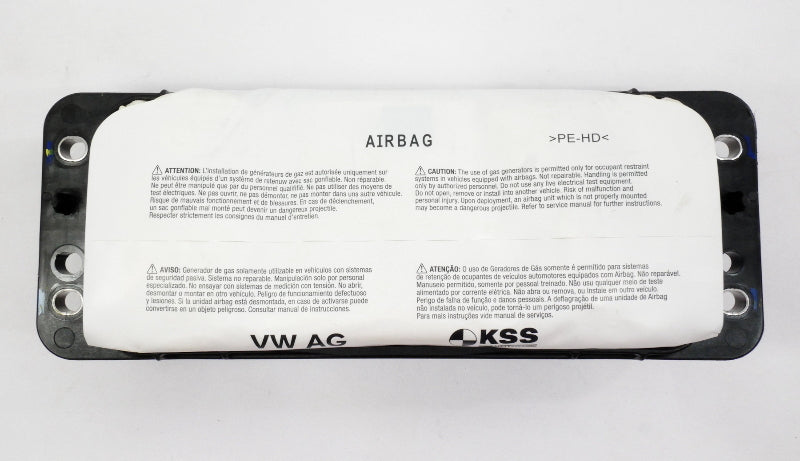 AIRBAG
>PE-HD<
⚠ ATTENTION: L'installation de générateurs de gaz est autorisée uniquement sur
les véhicules équipés d'un système de retenuw avec sac gonflable. Non réparable.
Ne peut être manipulé que par du personnel qualifié. Ne pas utiliser des moyens de
test électriques. Ne pas ouvrir, ne pas démonter, ne pas monter dans une autre véhicule.
Risque de mauvais fonctionnement et de blessures. En cas de déclenchement,
un sac gonflable mal monté peut devenir un dangereux projectile.
Respecter strictement les consignes du manuel d'entretien.
⚠ CAUTION: The use of gas generators is permitted only for occupant restraint
systems in vehicles equipped with airbags. Not repairable. Handling is permitted
only by authorized personnel. Do not use any live electrical test equipment.
Do not open, remove or install into another vehicle. Risk of malfunction and
personal injury. Upon deployment, an airbag unit which is not properly mounted
may become a dangerous projectile. Refer to service manual for further instructions.
⚠ AVISO: Generador de gas solamente utilizable en vehículos con sistemas
de seguridad pasiva. Sistema no reparable. Manipulación solo por personal
especializado. No ensayar con sistemas de medición con tensión. No abrir,
desmontar o montar en otro vehículo. Peligro de funcionamiento defectuoso
y lesiones. Si la unidad airbag está desmontada, en caso de activarse puede
convertirse en un objeto peligroso. Consultar manual de instrucciones.
⚠ ATENÇÃO: O uso de Geradores de Gás somente é permitido para sistemas
de retenção de ocupantes de veículos automotores equipados com Airbag. Não reparável.
Manuseio permitido, somente por pessoal treinado. Não uso qualquer meio de teste
alimentado por corrente elétrica. Não abra ou remova, ou instale em outro veículo.
Perigo de falha de função e danos pessoais. A deflagração de uma unidade de Airbag
não instalada no veículo, pode torná-lo um perigoso projétil.
Para mais instruções vide manual de serviços.
VW AG
KSS